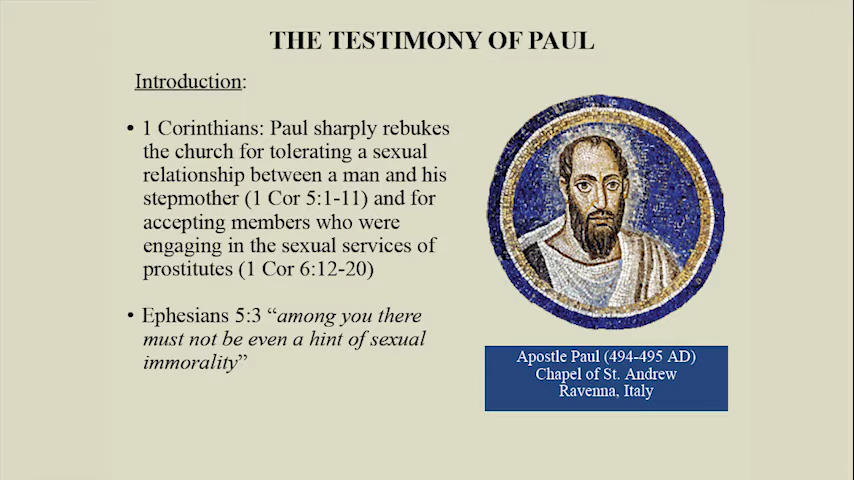 THE TESTIMONY OF PAUL
Introduction:
• 1 Corinthians: Paul sharply rebukes
the church for tolerating a sexual
relationship between a man and his
stepmother (1 Cor 5:1-11) and for
accepting members who were
engaging in the sexual services of
prostitutes (1 Cor 6:12-20)
• Ephesians 5:3 “among you there
must not be even a hint of sexual
immorality”
Apostle Paul (494-495 AD)
Chapel of St. Andrew
Ravenna, Italy